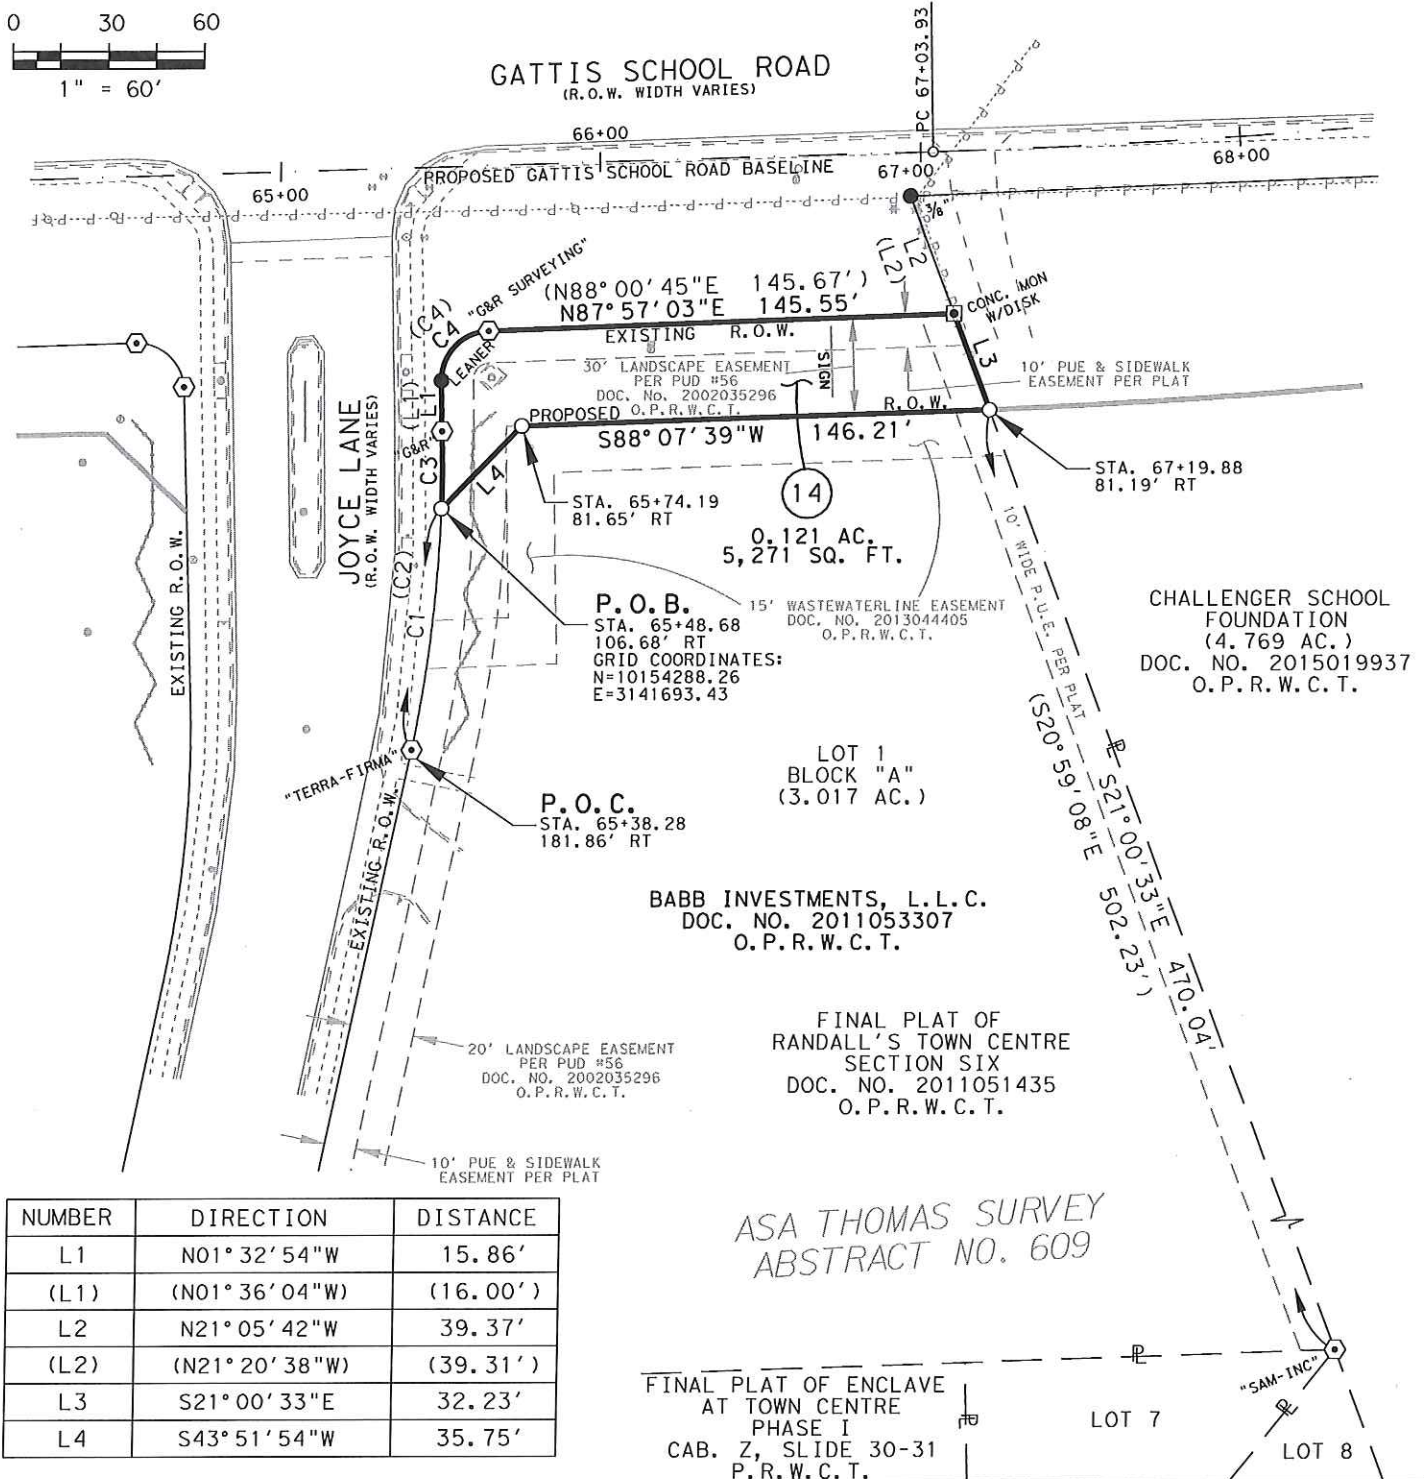 0 30 60
1" = 60'
GATTIS SCHOOL ROAD
(R.O.W. WIDTH VARIES)
PC 67+03.93
66+00
68+00
PROPOSED GATTIS SCHOOL ROAD BASELINE
67+00
65+00
3/8"
L2
(L2)
"G&R SURVEYING"
(N88°00'45"E 145.67')
N87°57'03"E 145.55'
EXISTING R.O.W.
CONC. MON
W/DISK
(C4)
C4
LEANER
L3
SIGN
30' LANDSCAPE EASEMENT
PER PUD #56
DOC. NO. 2002035296
O.P.R.W.C.T.
10' PUE & SIDEWALK
EASEMENT PER PLAT
(L1)
L1
PROPOSED R.O.W.
S88°07'39"W 146.21'
"G&R"
C3
L4
JOYCE LANE
(R.O.W. WIDTH VARIES)
STA. 67+19.88
81.19' RT
STA. 65+74.19
81.65' RT
14
0.121 AC.
5,271 SQ. FT.
10' WIDE P.U.E. PER PLAT
EXISTING R.O.W.
(C2)
C1
P.O.B.
STA. 65+48.68
106.68' RT
GRID COORDINATES:
N=10154288.26
E=3141693.43
15' WASTEWATERLINE EASEMENT
DOC. NO. 2013044405
O.P.R.W.C.T.
CHALLENGER SCHOOL
FOUNDATION
(4.769 AC.)
DOC. NO. 2015019937
O.P.R.W.C.T.
"TERRA-FIRMA"
P.O.C.
STA. 65+38.28
181.86' RT
LOT 1
BLOCK "A"
(3.017 AC.)
PL
S21°00'33"E 470.04'
(S20°59'08"E 502.23')
EXISTING R.O.W.
BABB INVESTMENTS, L.L.C.
DOC. NO. 2011053307
O.P.R.W.C.T.
FINAL PLAT OF
RANDALL'S TOWN CENTRE
SECTION SIX
DOC. NO. 2011051435
O.P.R.W.C.T.
20' LANDSCAPE EASEMENT
PER PUD #56
DOC. NO. 2002035296
O.P.R.W.C.T.
10' PUE & SIDEWALK
EASEMENT PER PLAT
ASA THOMAS SURVEY
ABSTRACT NO. 609
NUMBER DIRECTION DISTANCE
L1 N01°32'54"W 15.86'
(L1) (N01°36'04"W) (16.00')
L2 N21°05'42"W 39.37'
(L2) (N21°20'38"W) (39.31')
L3 S21°00'33"E 32.23'
L4 S43°51'54"W 35.75'
PL
"SAM-INC"
FINAL PLAT OF ENCLAVE
AT TOWN CENTRE
PHASE I
CAB. Z, SLIDE 30-31
P.R.W.C.T.
PL
LOT 7
PL
LOT 8